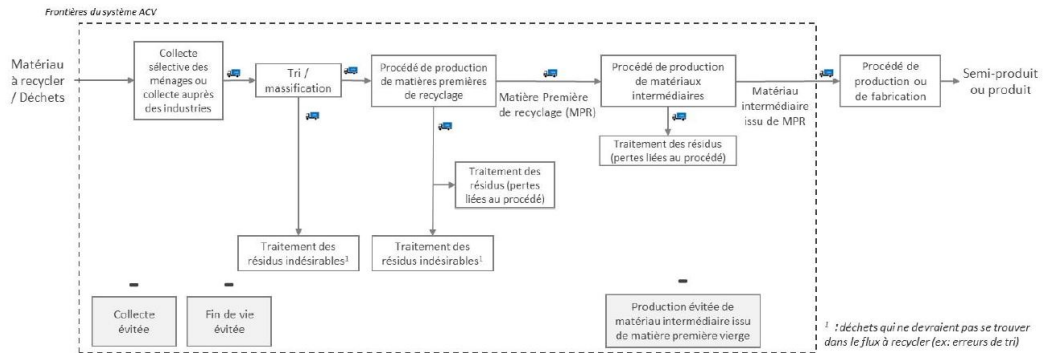 Frontières du système ACV
Matériau
à recycler
/ Déchets
Collecte
sélective des
ménages ou
collecte auprès
des industries
Tri /
massification
Procédé de production
de matières premières
de recyclage
Matière Première
de recyclage (MPR)
Procédé de production
de matériaux
intermédiaires
Matériau
intermédiaire
issu de MPR
Procédé de
production ou
de fabrication
Semi-produit
ou produit
Traitement des résidus
(pertes liées au procédé)
Traitement des
résidus (pertes
liées au procédé)
Traitement des
résidus indésirables¹
Traitement des
résidus indésirables¹
Collecte
évitée
Fin de vie
évitée
Production évitée de
matériau intermédiaire issu
de matière première vierge
¹ : déchets qui ne devraient pas se trouver
dans le flux à recycler (ex: erreurs de tri)